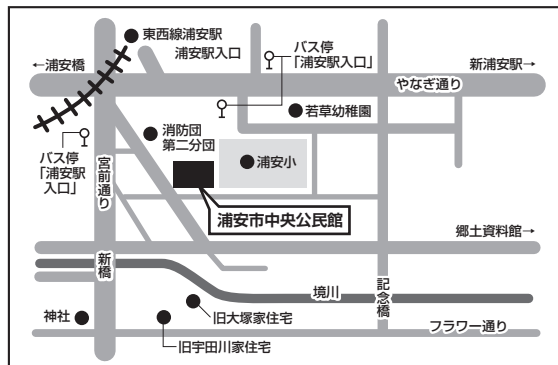 東西線浦安駅
浦安駅入口
バス停
「浦安駅入口」
←浦安橋
新浦安駅→
やなぎ通り
若草幼稚園
消防団
第二分団
バス停
「浦安駅
入口」
宮前通り
浦安小
浦安市中央公民館
郷土資料館→
新橋
境川
記念橋
神社
旧大塚家住宅
フラワー通り
旧宇田川家住宅